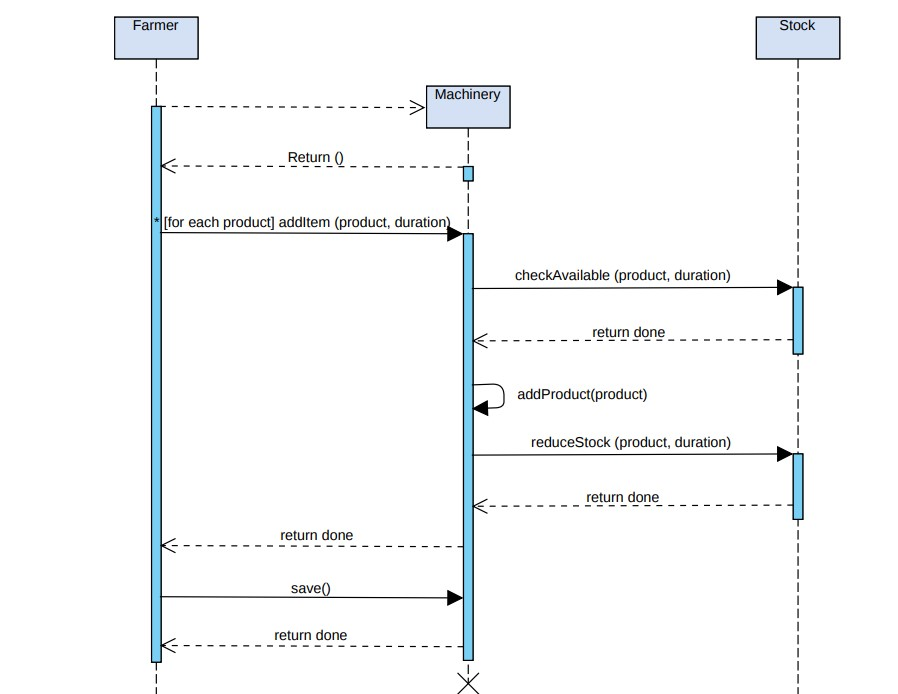 Farmer
Stock
Machinery
Return ()
* [for each product] addItem (product, duration)
checkAvailable (product, duration)
return done
addProduct(product)
reduceStock (product, duration)
return done
return done
save()
return done